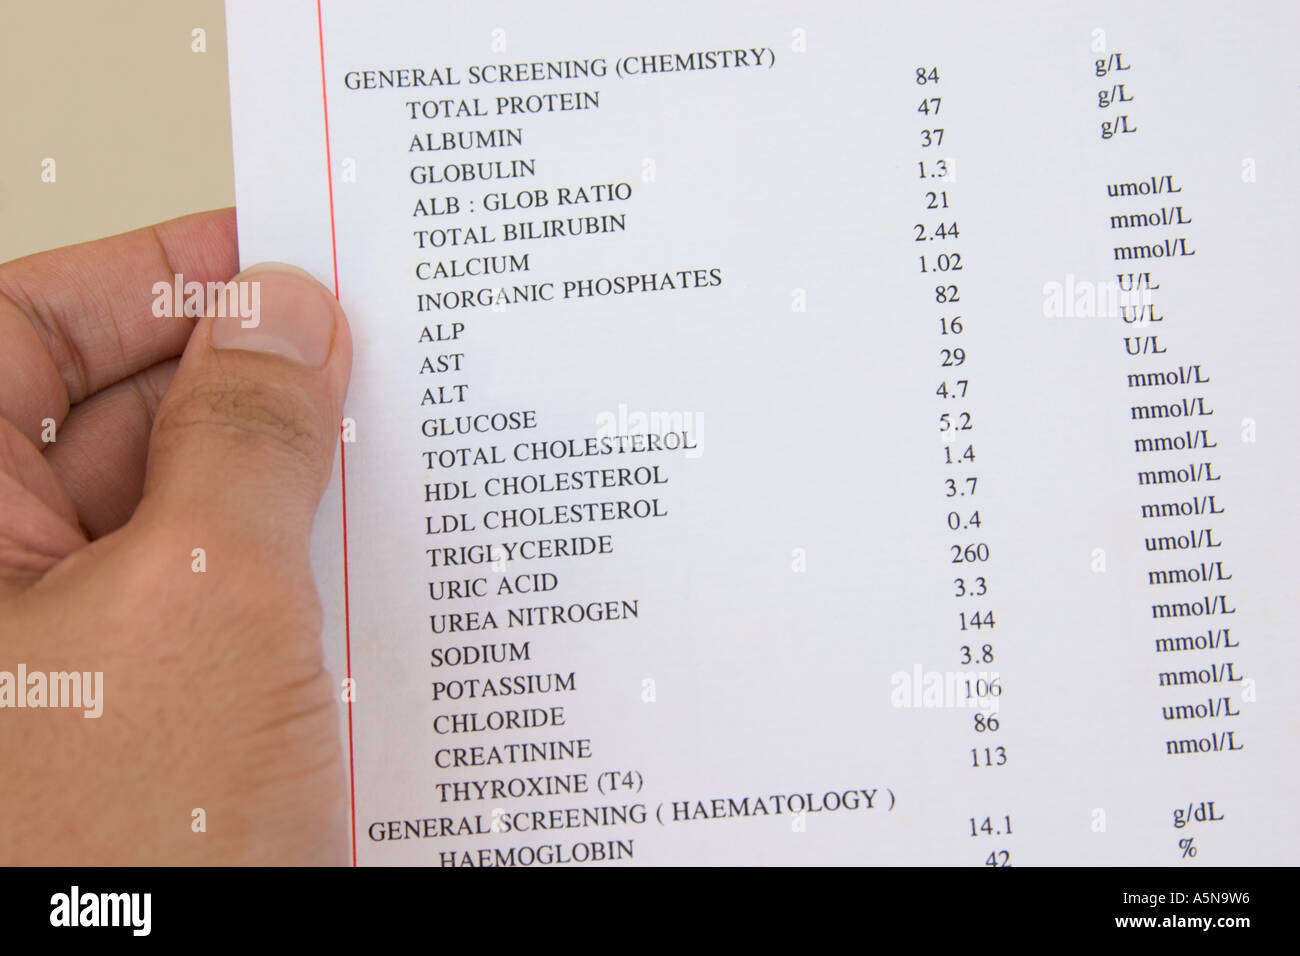 GENERAL SCREENING (CHEMISTRY)
TOTAL PROTEIN 84 g/L
ALBUMIN 47 g/L
GLOBULIN 37 g/L
ALB : GLOB RATIO 1.3
TOTAL BILIRUBIN 21 umol/L
CALCIUM 2.44 mmol/L
INORGANIC PHOSPHATES 1.02 mmol/L
ALP 82 U/L
AST 16 U/L
ALT 29 U/L
GLUCOSE 4.7 mmol/L
TOTAL CHOLESTEROL 5.2 mmol/L
HDL CHOLESTEROL 1.4 mmol/L
LDL CHOLESTEROL 3.7 mmol/L
TRIGLYCERIDE 0.4 mmol/L
URIC ACID 260 umol/L
UREA NITROGEN 3.3 mmol/L
SODIUM 144 mmol/L
POTASSIUM 3.8 mmol/L
CHLORIDE 106 mmol/L
CREATININE 86 umol/L
THYROXINE (T4) 113 nmol/L
GENERAL SCREENING ( HAEMATOLOGY )
HAEMOGLOBIN 14.1 g/dL
42 %
alamy
Image ID: A5N9W6
www.alamy.com